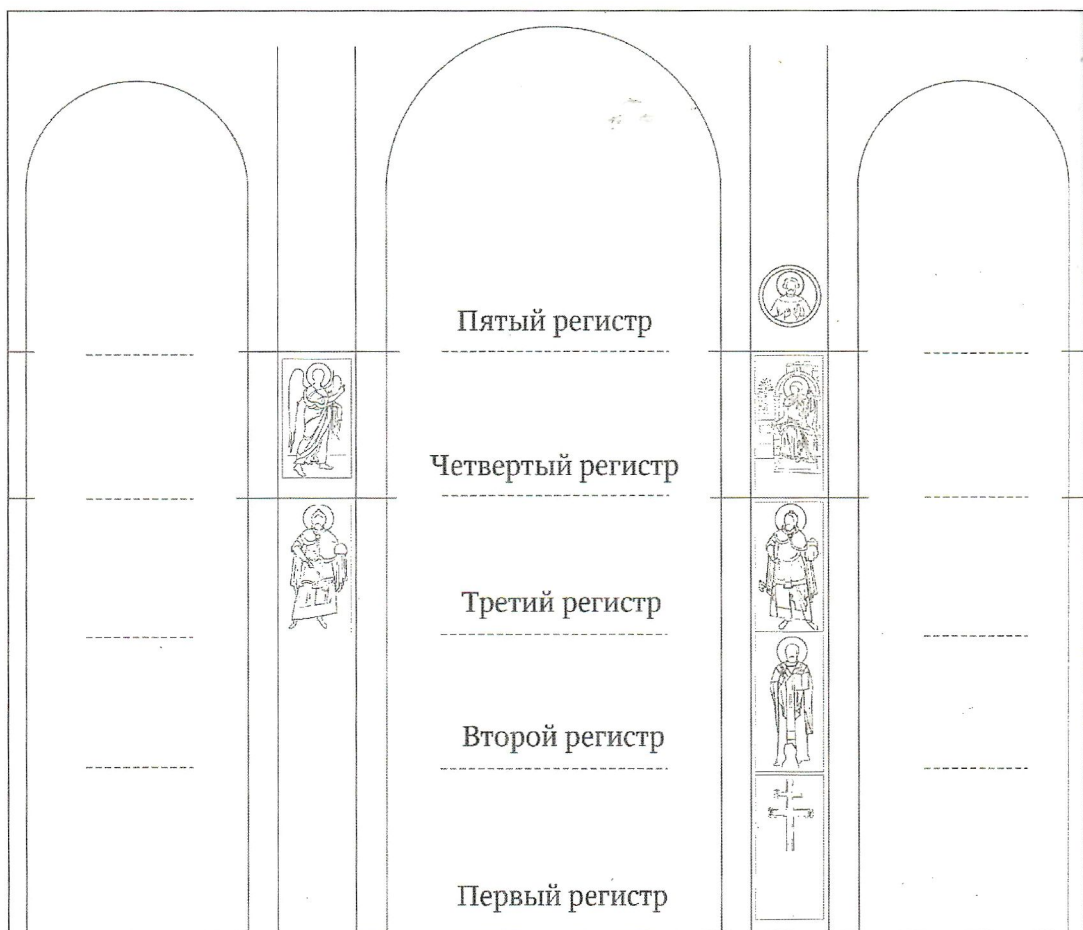 Пятый регистр
Четвертый регистр
Третий регистр
Второй регистр
Первый регистр